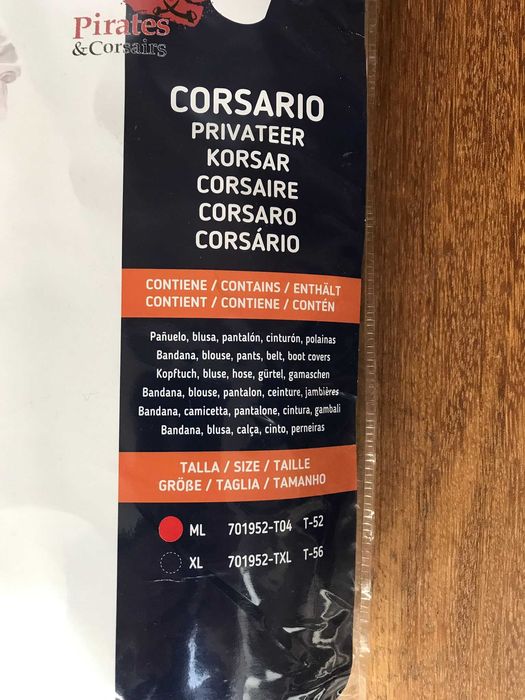 Pirates
& Corsairs
CORSARIO
PRIVATEER
KORSAR
CORSAIRE
CORSARO
CORSÁRIO
CONTIENE / CONTAINS / ENTHÄLT
CONTIENT / CONTIENE / CONTÉN
Pañuelo, blusa, pantalón, cinturón, polainas
Bandana, blouse, pants, belt, boot covers
Kopftuch, bluse, hose, gürtel, gamaschen
Bandana, blouse, pantalon, ceinture, jambières
Bandana, camicetta, pantalone, cintura, gambali
Bandana, blusa, calça, cinto, perneiras
TALLA / SIZE / TAILLE
GRÖßE / TAGLIA / TAMANHO
ML 701952-T04 T-52
XL 701952-TXL T-56